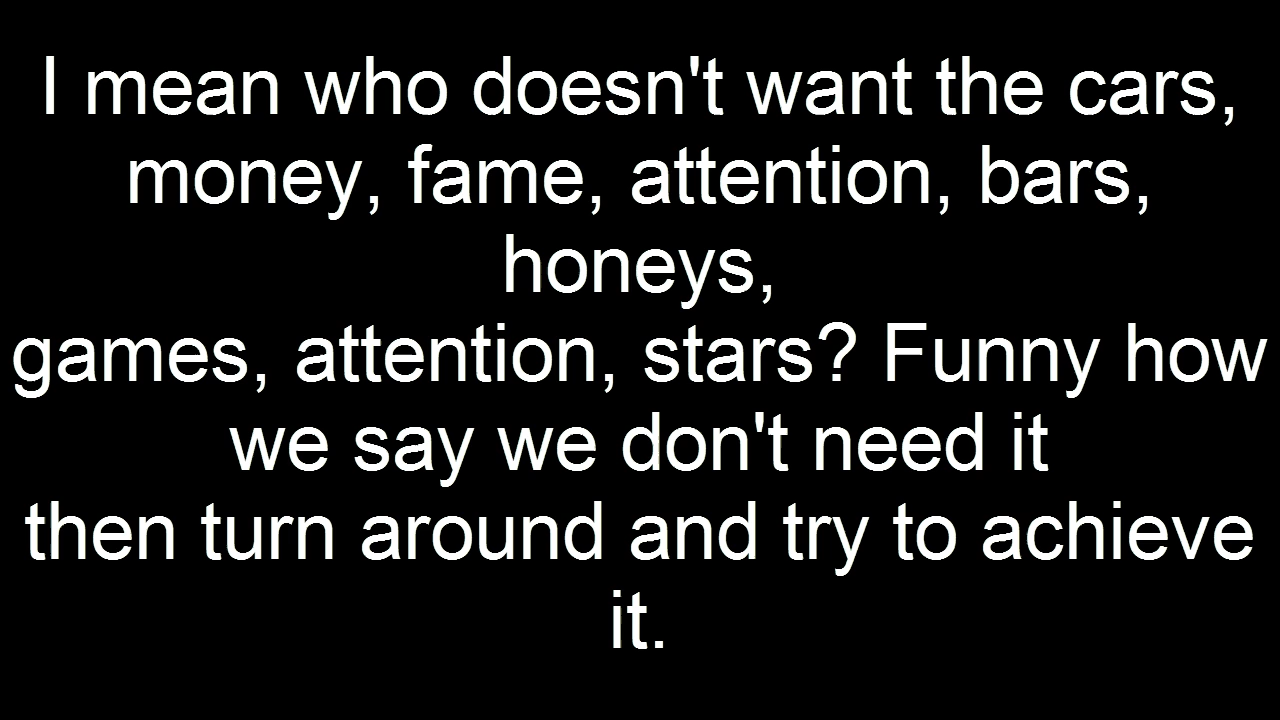 I mean who doesn't want the cars,
money, fame, attention, bars,
honeys,
games, attention, stars? Funny how
we say we don't need it
then turn around and try to achieve
it.